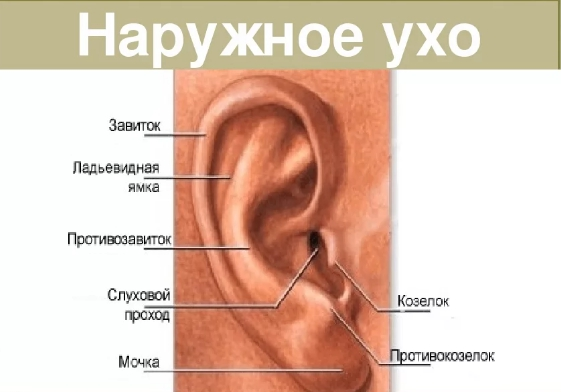 Наружное ухо
Завиток
Ладьевидная
ямка
Противозавиток
Слуховой
проход
Козелок
Противокозелок
Мочка